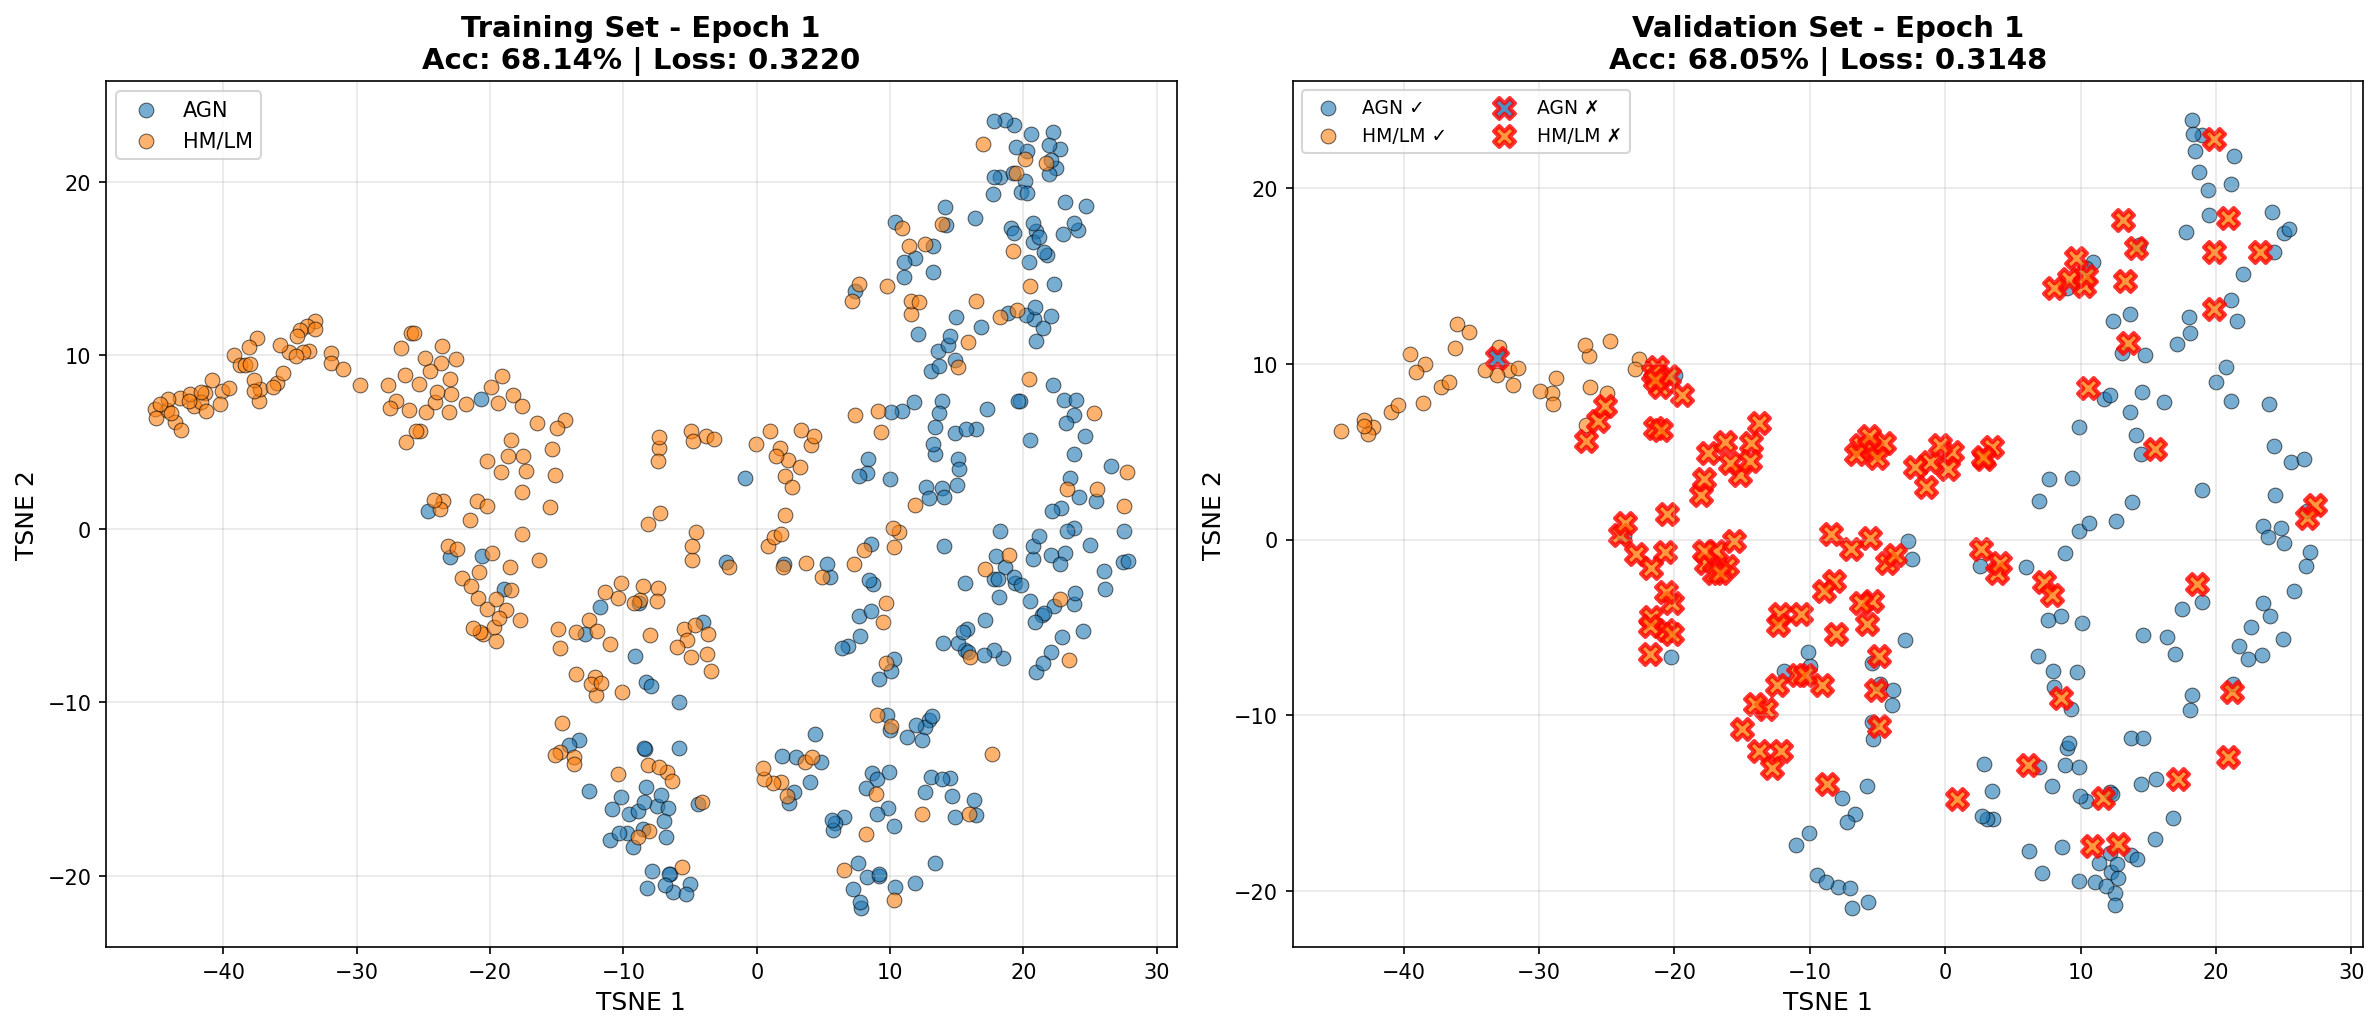 Training Set - Epoch 1
Acc: 68.14% | Loss: 0.3220
AGN
HM/LM
20
10
0
−10
−20
TSNE 2
−40
−30
−20
−10
0
10
20
30
TSNE 1
Validation Set - Epoch 1
Acc: 68.05% | Loss: 0.3148
AGN ✓
HM/LM ✓
AGN ✗
HM/LM ✗
20
10
0
−10
−20
TSNE 2
−40
−30
−20
−10
0
10
20
30
TSNE 1